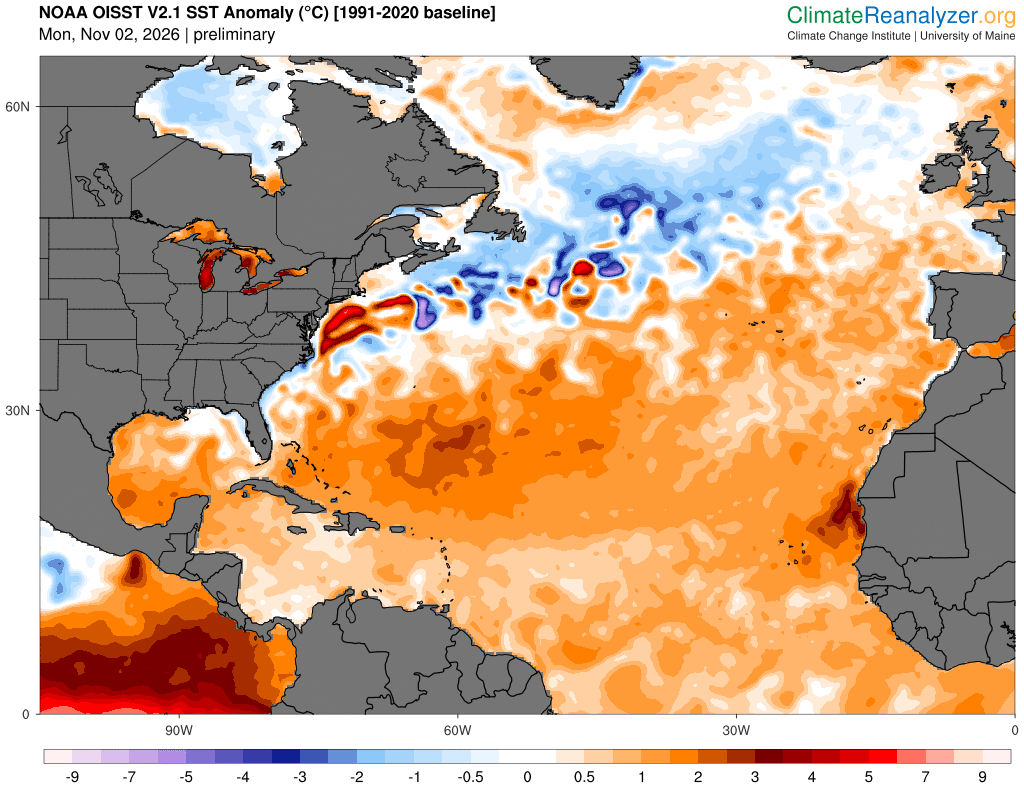 NOAA OISST V2.1 SST Anomaly (°C) [1991-2020 baseline]
ClimateReanalyzer.org
Mon, Nov 02, 2026 | preliminary
Climate Change Institute | University of Maine
60N
30N
0
90W 60W 30W 0
-9 -7 -5 -4 -3 -2 -1 -0.5 0 0.5 1 2 3 4 5 7 9